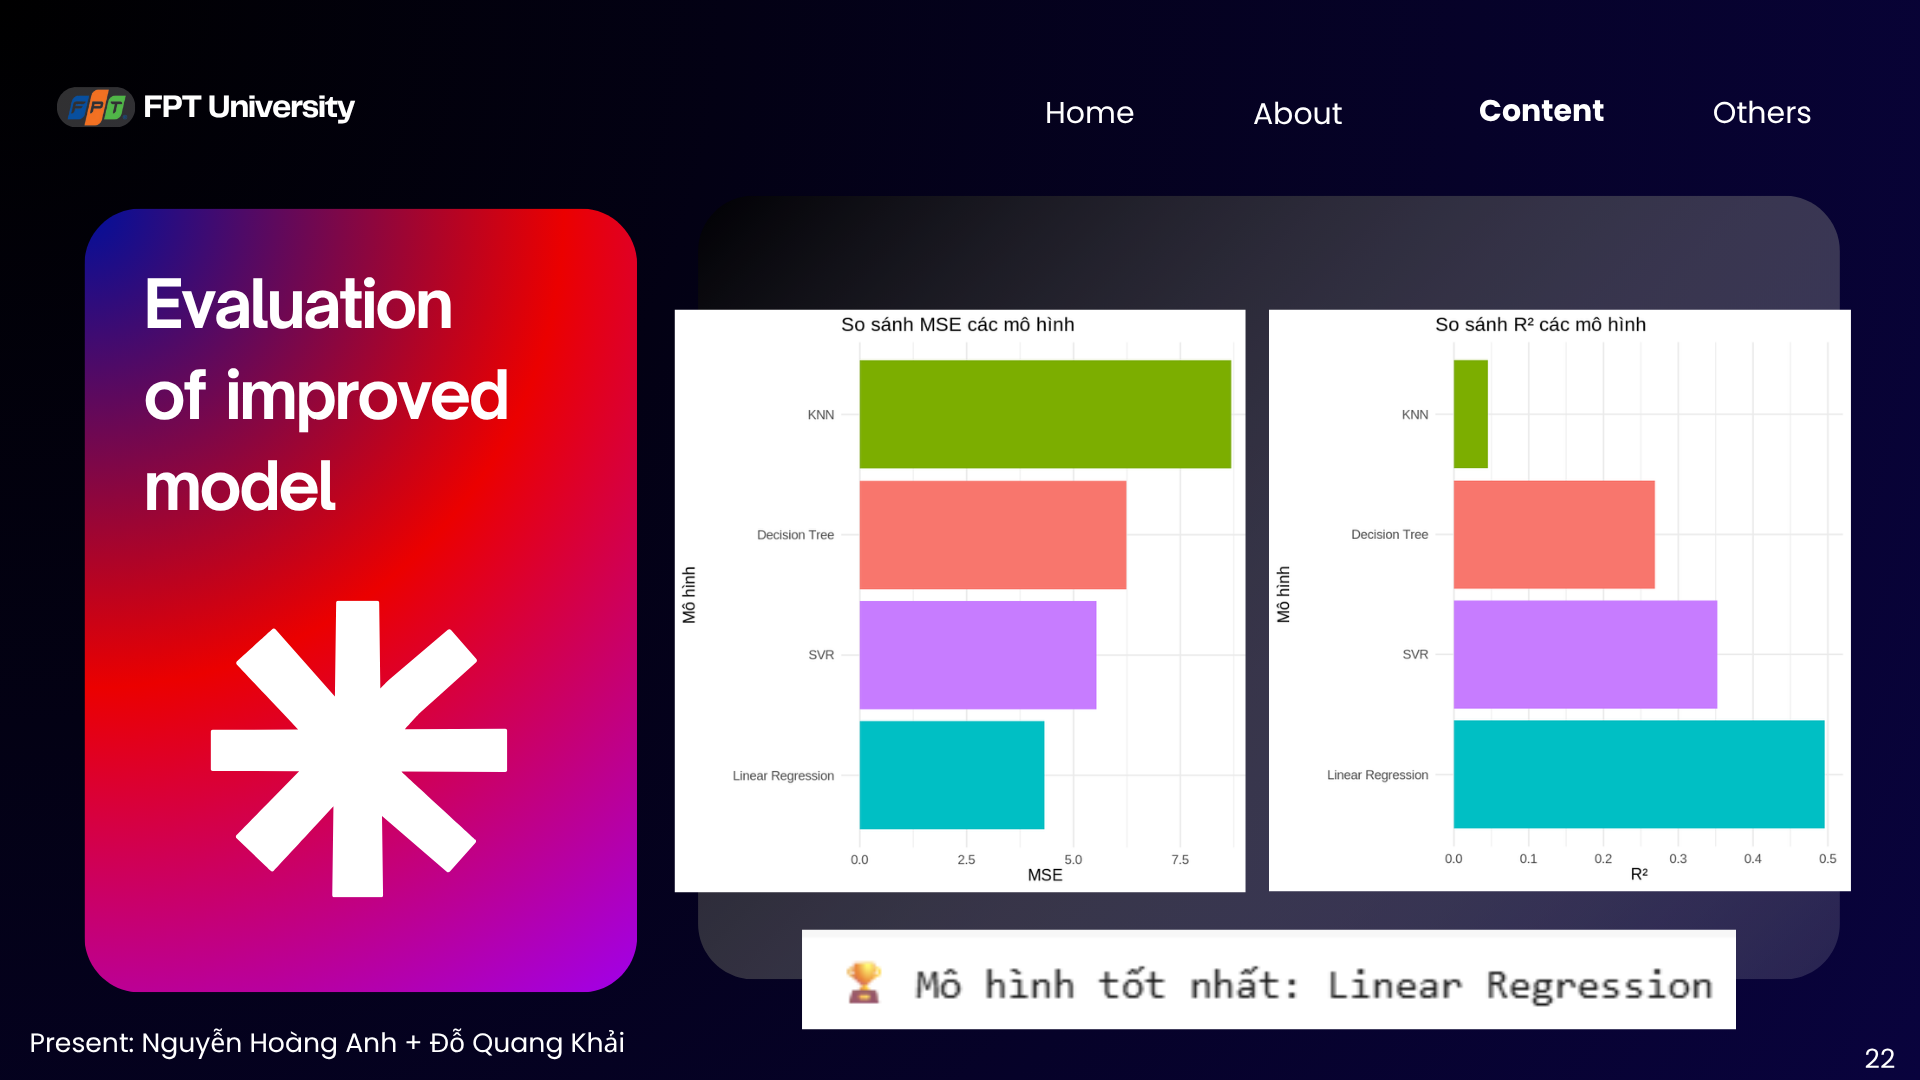 FPT FPT University
Home
About
Content
Others
Evaluation
of improved
model
So sánh MSE các mô hình
Mô hình
KNN
Decision Tree
SVR
Linear Regression
0.0
2.5
5.0
7.5
MSE
So sánh R² các mô hình
Mô hình
KNN
Decision Tree
SVR
Linear Regression
0.0
0.1
0.2
0.3
0.4
0.5
R²
🏆 Mô hình tốt nhất: Linear Regression
Present: Nguyễn Hoàng Anh + Đỗ Quang Khải
22